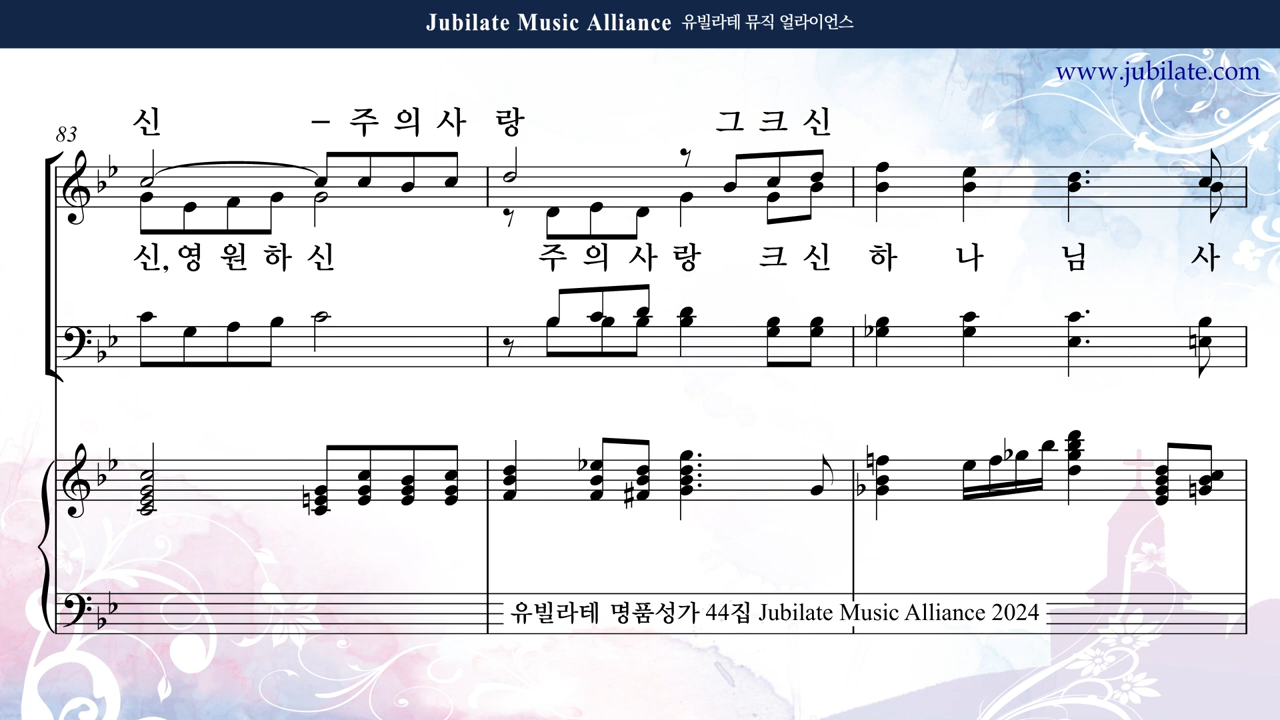 Jubilate Music Alliance 유빌라테 뮤직 얼라이언스
www.jubilate.com
신 – 주 의 사 랑 그 크 신
83
신, 영 원 하 신 주 의 사 랑 크 신 하 나 님 사
유빌라테 명품성가 44집 Jubilate Music Alliance 2024